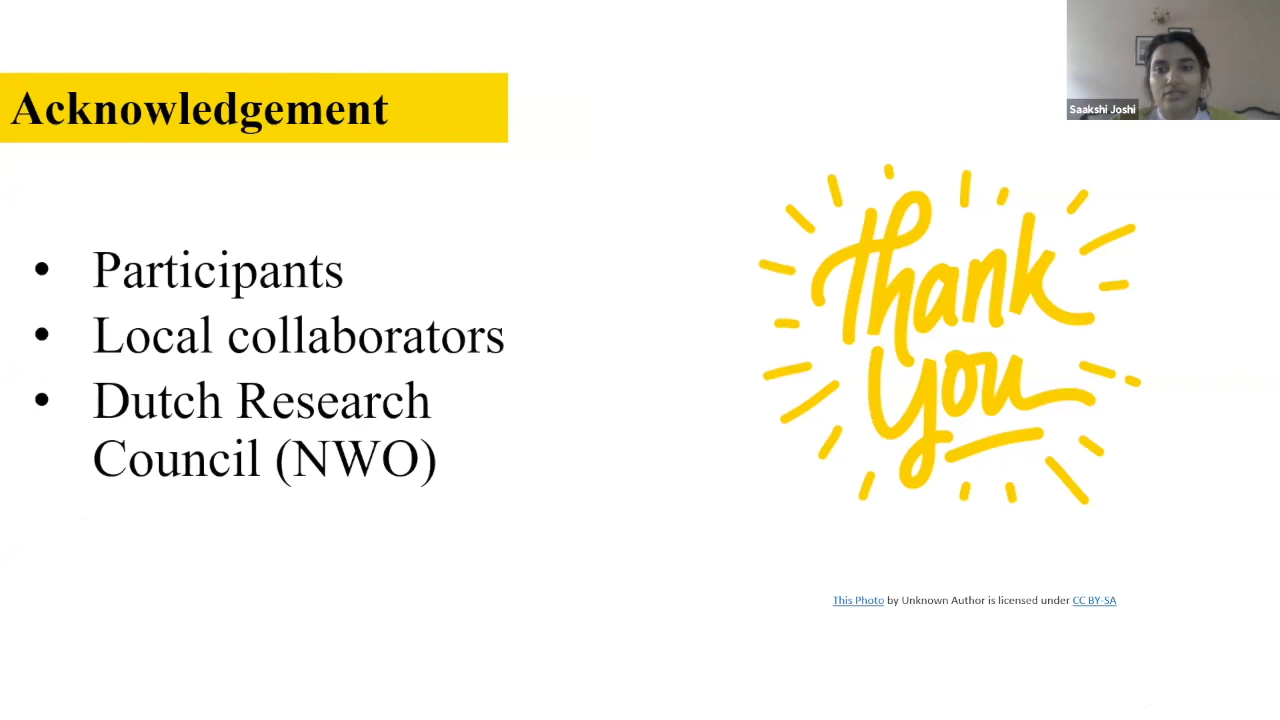 Acknowledgement
• Participants
• Local collaborators
• Dutch Research
Council (NWO)
Saakshi Joshi
Thank
you
This Photo by Unknown Author is licensed under CC BY-SA